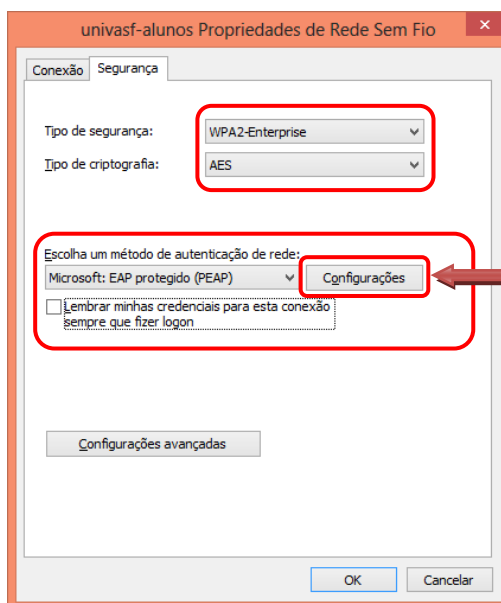 univasf-alunos Propriedades de Rede Sem Fio
Conexão Segurança
Tipo de segurança: WPA2-Enterprise
Tipo de criptografia: AES
Escolha um método de autenticação de rede:
Microsoft: EAP protegido (PEAP) Configurações
Lembrar minhas credenciais para esta conexão
sempre que fizer logon
Configurações avançadas
OK Cancelar